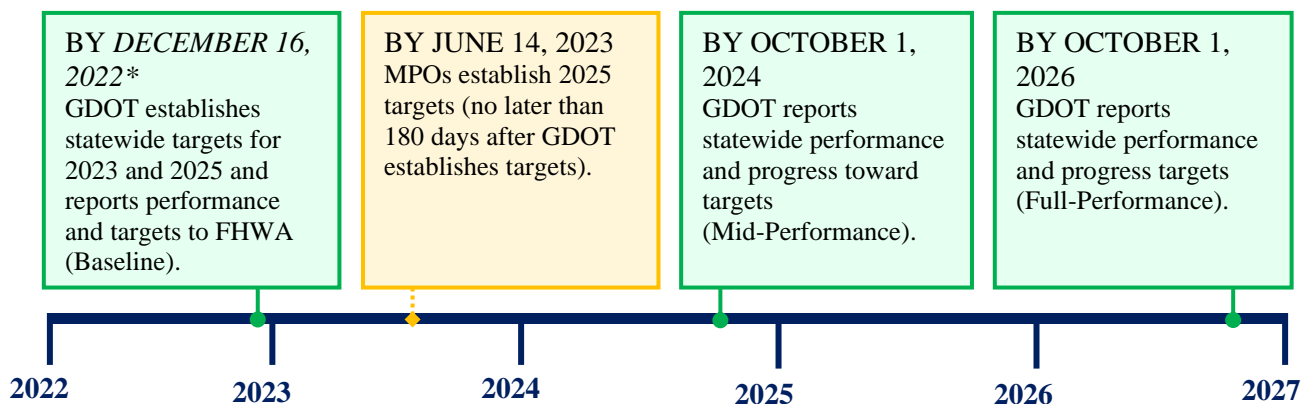 BY DECEMBER 16,
2022*
GDOT establishes
statewide targets for
2023 and 2025 and
reports performance
and targets to FHWA
(Baseline).
BY JUNE 14, 2023
MPOs establish 2025
targets (no later than
180 days after GDOT
establishes targets).
BY OCTOBER 1,
2024
GDOT reports
statewide performance
and progress toward
targets
(Mid-Performance).
BY OCTOBER 1,
2026
GDOT reports
statewide performance
and progress targets
(Full-Performance).
2022
2023
2024
2025
2026
2027